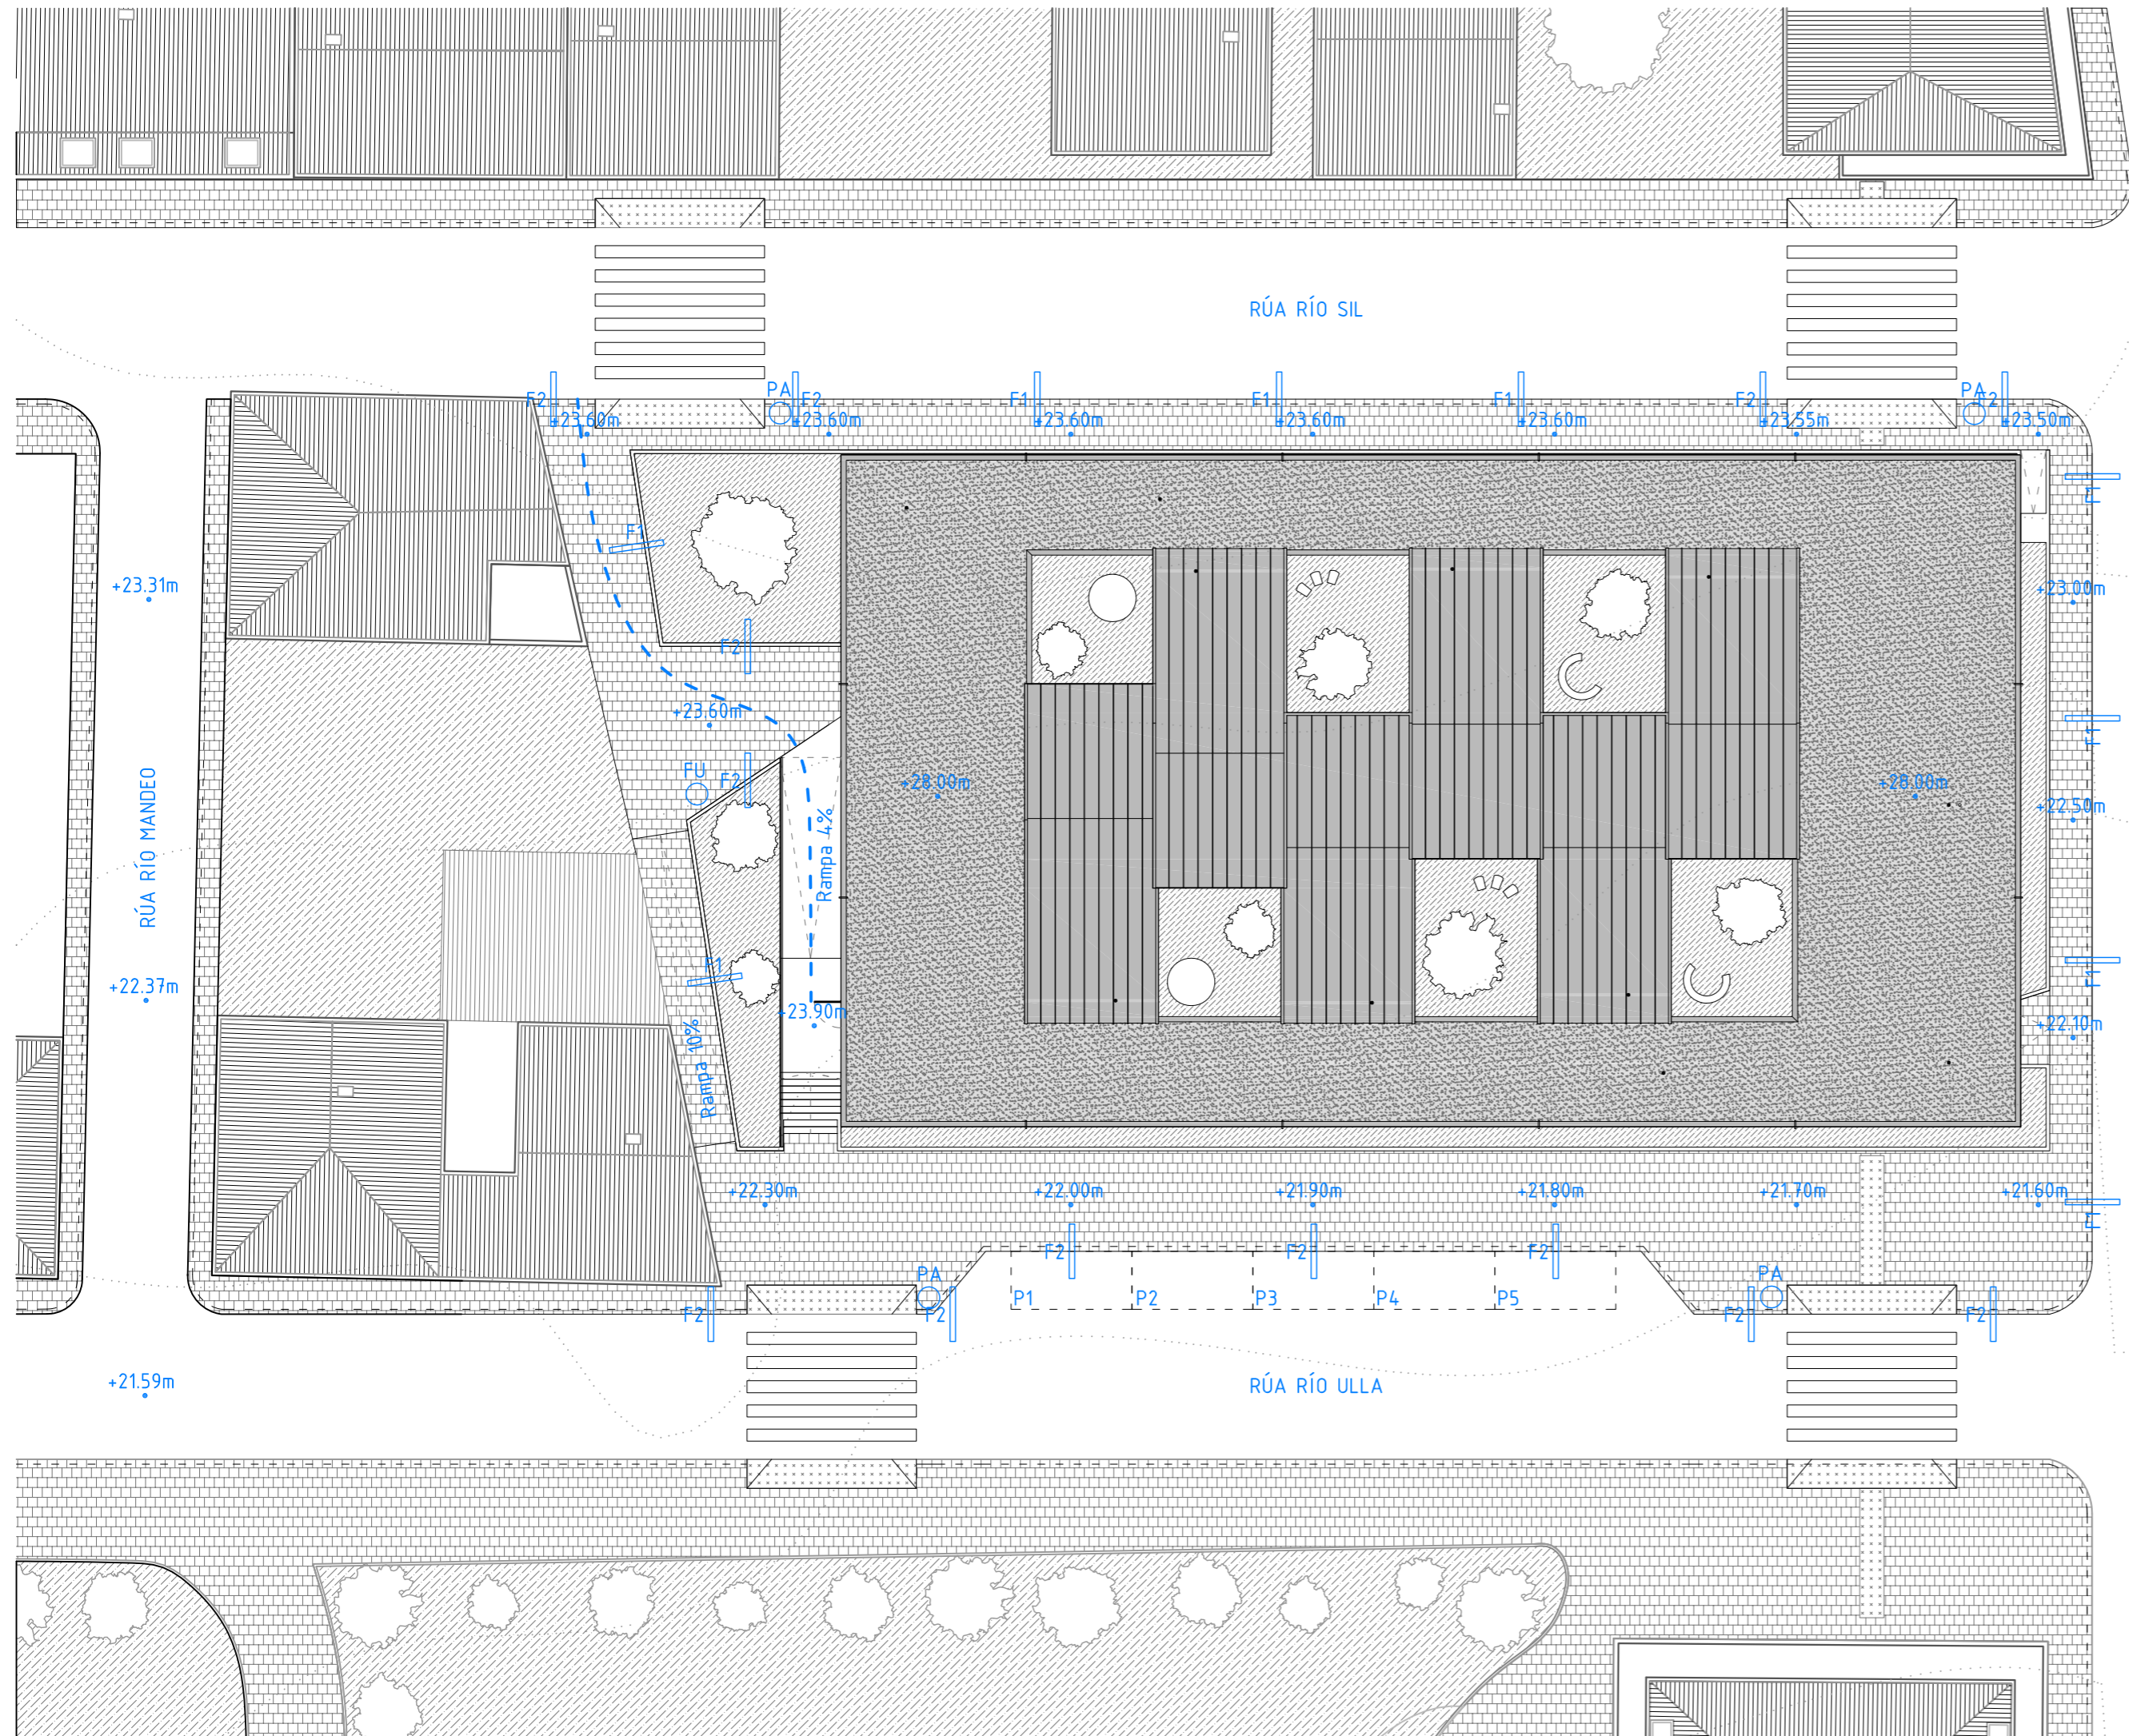 RÚA RÍO SIL
F2
PA
F2
F1
F1
F1
F2
PA
F2
+23.60m
+23.60m
+23.60m
+23.60m
+23.60m
+23.55m
+23.50m
F1
F1
+23.31m
+23.00m
F2
+23.60m
F1
FU
F2
+28.00m
+28.00m
+22.50m
RÚA RÍO MANDEO
Rampa 4%
F1
F1
+22.37m
+23.90m
+22.10m
Rampa 10%
+22.30m
+22.00m
+21.90m
+21.80m
+21.70m
+21.60m
F1
F2
F2
F2
PA
PA
P1
P2
P3
P4
P5
F2
F2
F2
F2
+21.59m
RÚA RÍO ULLA